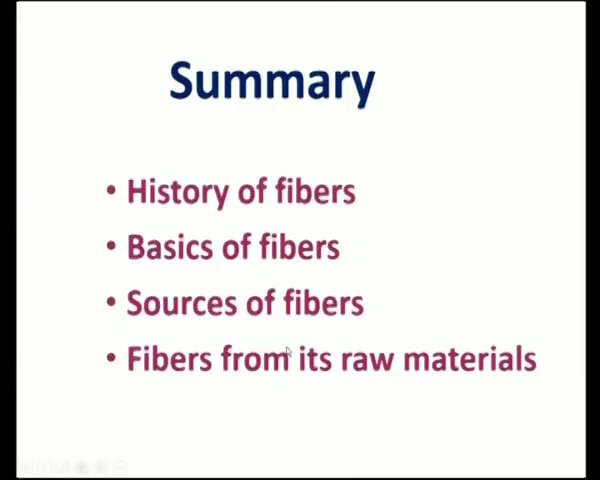 Summary
• History of fibers
• Basics of fibers
• Sources of fibers
• Fibers from its raw materials